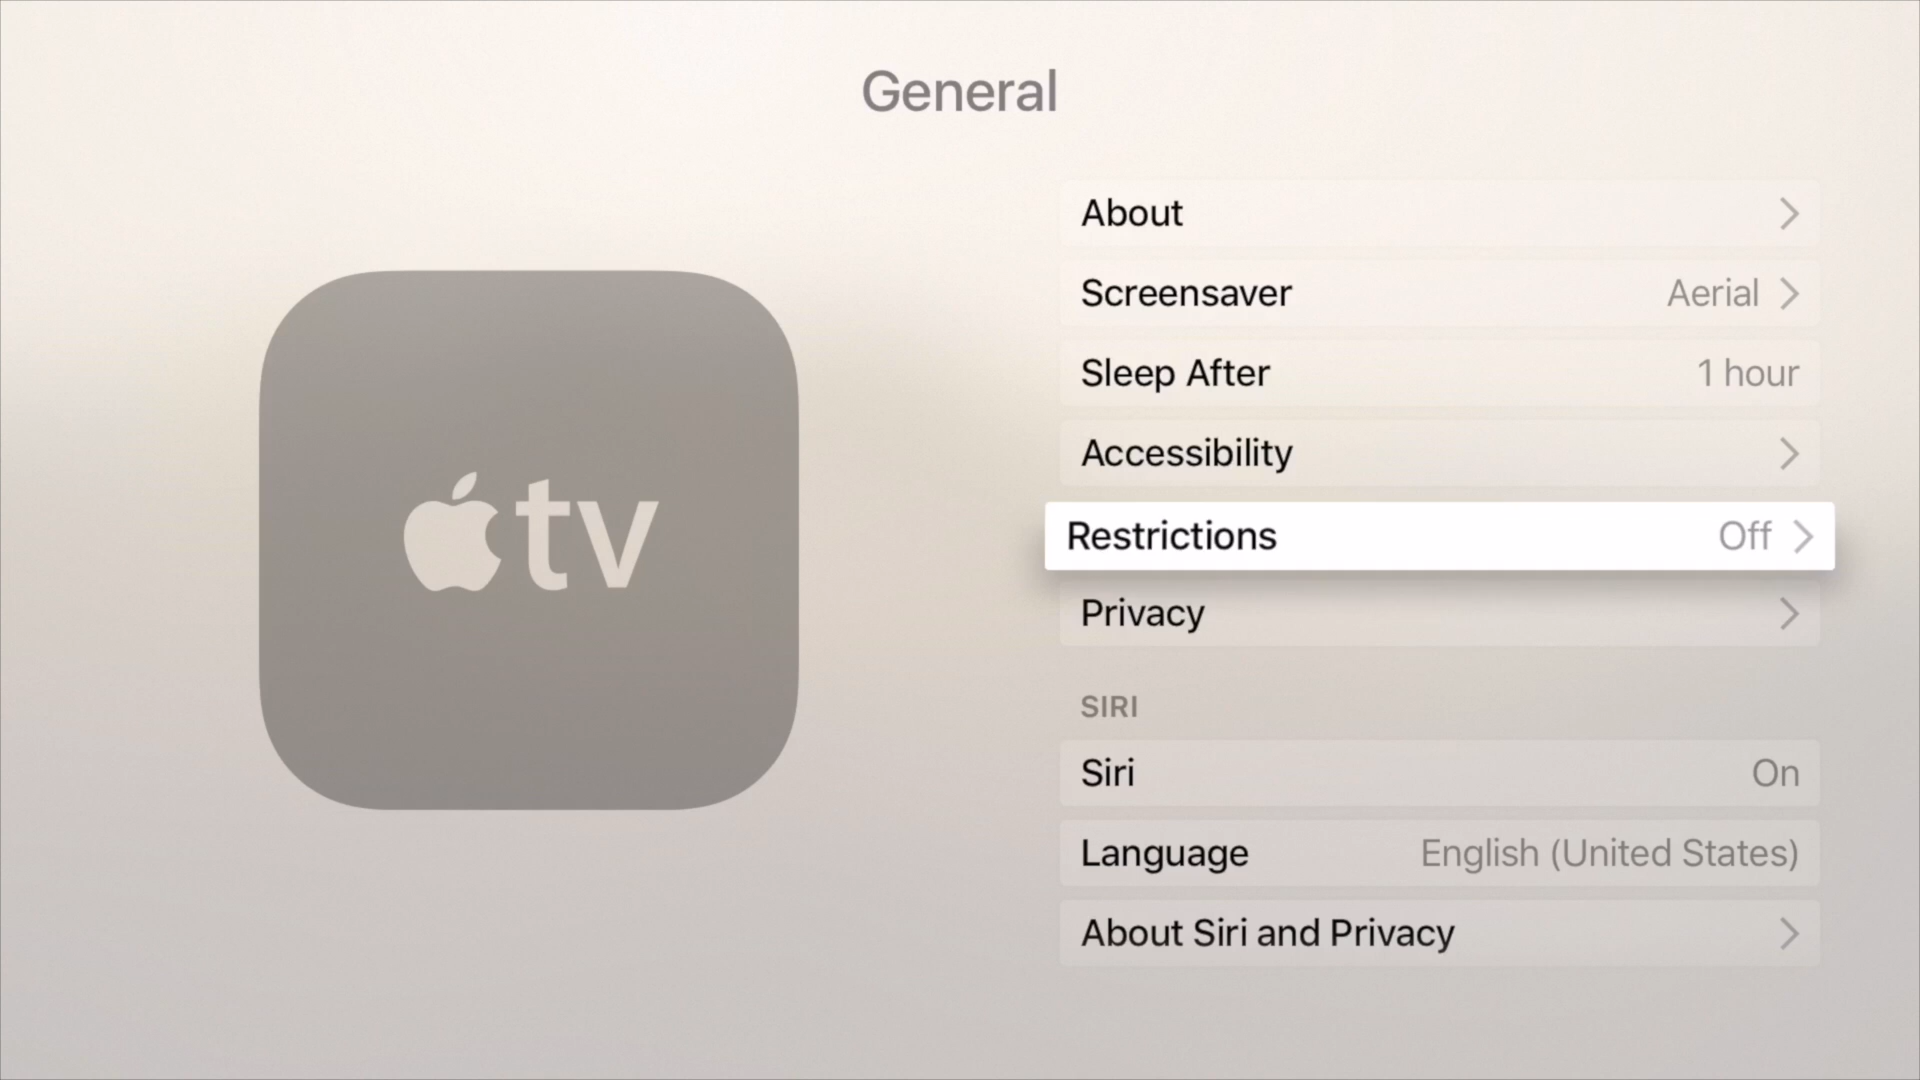 General
About
Screensaver Aerial
Sleep After 1 hour
Accessibility
Restrictions Off
Privacy
SIRI
Siri On
Language English (United States)
About Siri and Privacy
tv